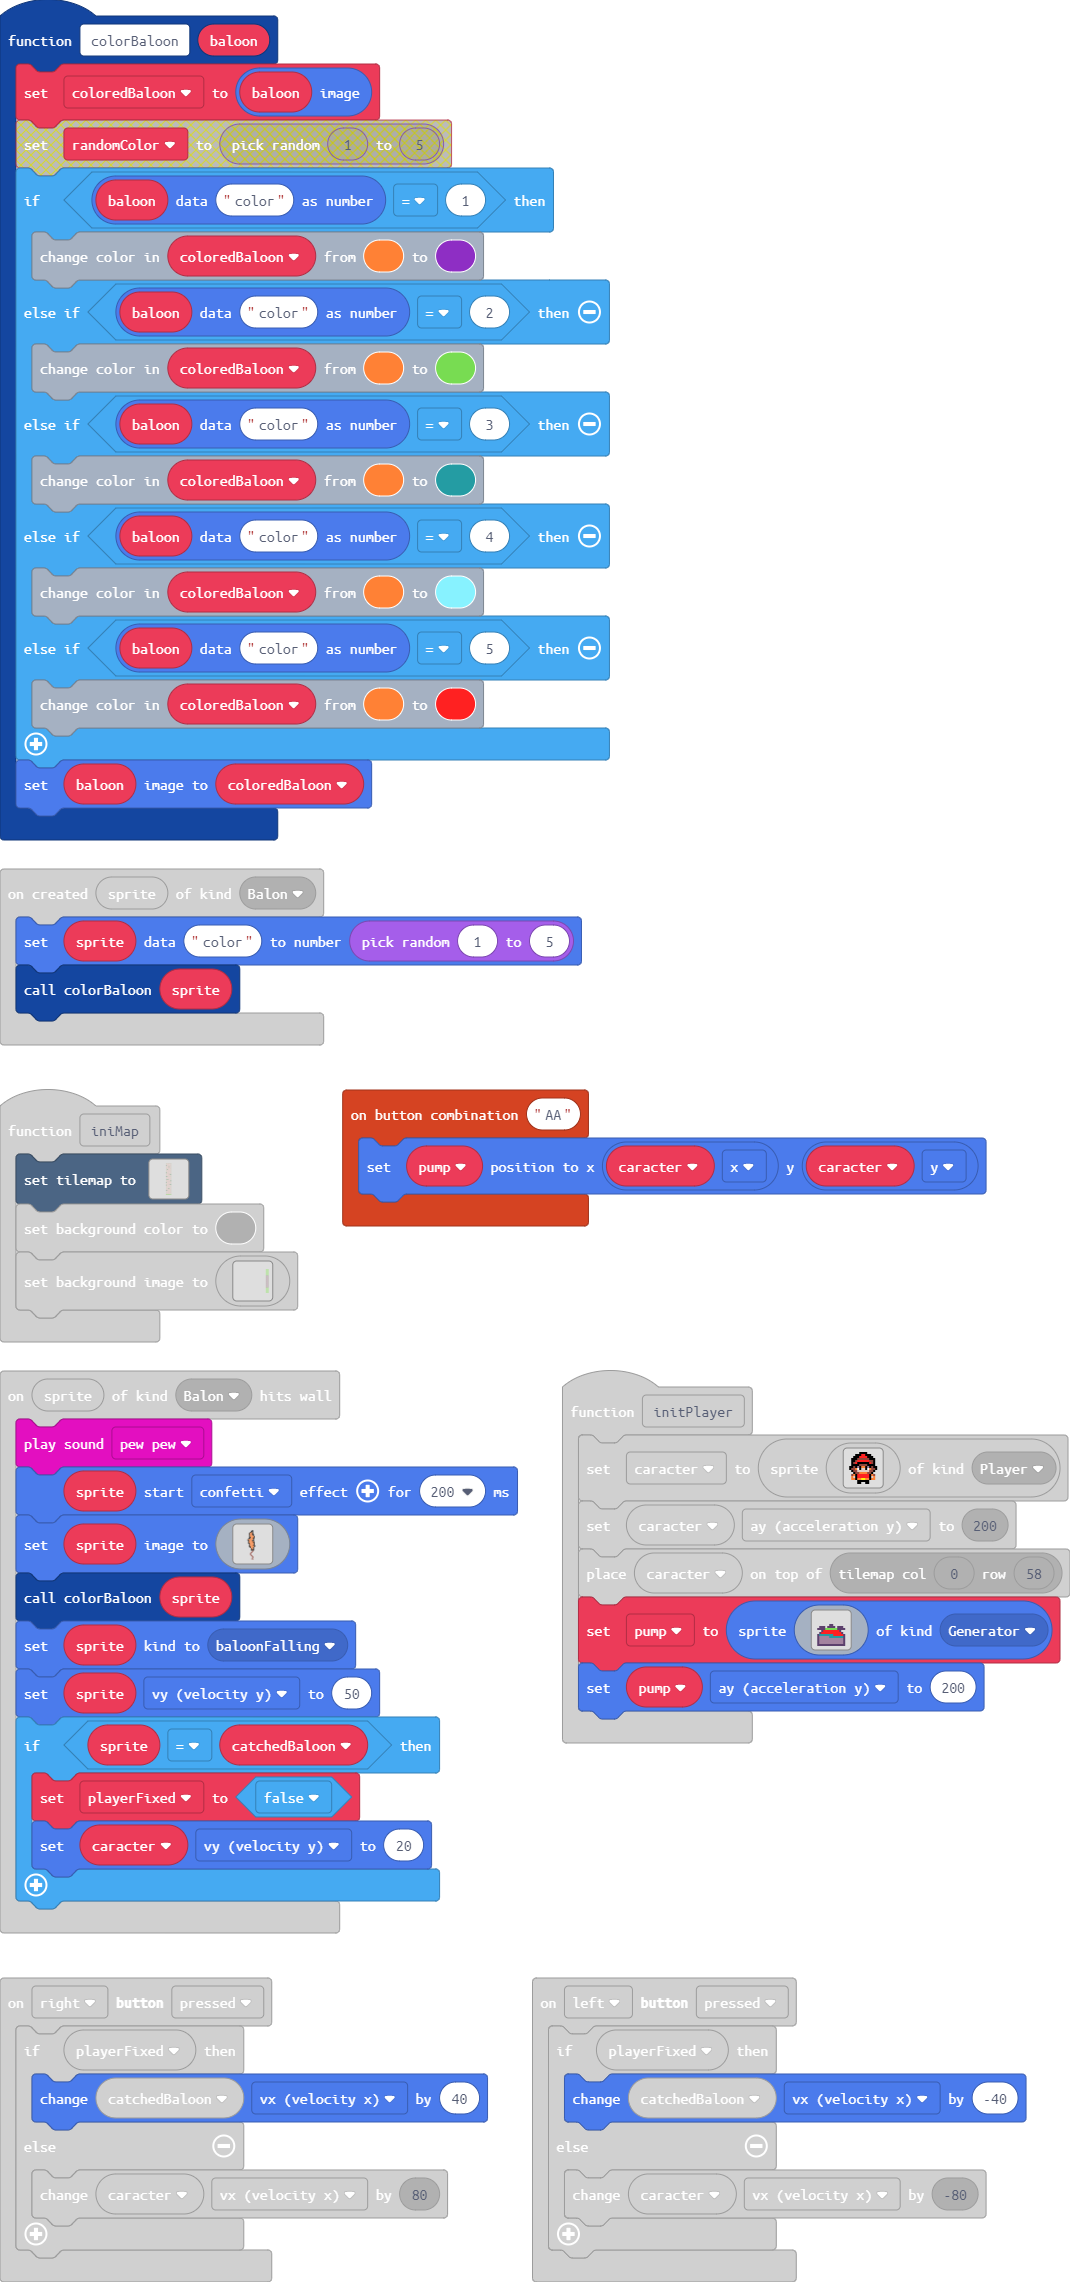 function colorBaloon baloon
set coloredBaloon to baloon image
set randomColor to pick random 1 to 5
if baloon data "color" as number = 1 then
change color in coloredBaloon from to
else if baloon data "color" as number = 2 then
change color in coloredBaloon from to
else if baloon data "color" as number = 3 then
change color in coloredBaloon from to
else if baloon data "color" as number = 4 then
change color in coloredBaloon from to
else if baloon data "color" as number = 5 then
change color in coloredBaloon from to
set baloon image to coloredBaloon
on created sprite of kind Balon
set sprite data "color" to number pick random 1 to 5
call colorBaloon sprite
function iniMap
set tilemap to
set background color to
set background image to
on button combination "AA"
set pump position to x caracter x y caracter y
on sprite of kind Balon hits wall
play sound pew pew
sprite start confetti effect for 200 ms
set sprite image to
call colorBaloon sprite
set sprite kind to baloonFalling
set sprite vy (velocity y) to 50
if sprite = catchedBaloon then
set playerFixed to false
set caracter vy (velocity y) to 20
function initPlayer
set caracter to sprite of kind Player
set caracter ay (acceleration y) to 200
place caracter on top of tilemap col 0 row 58
set pump to sprite of kind Generator
set pump ay (acceleration y) to 200
on right button pressed
if playerFixed then
change catchedBaloon vx (velocity x) by 40
else
change caracter vx (velocity x) by 80
on left button pressed
if playerFixed then
change catchedBaloon vx (velocity x) by -40
else
change caracter vx (velocity x) by -80